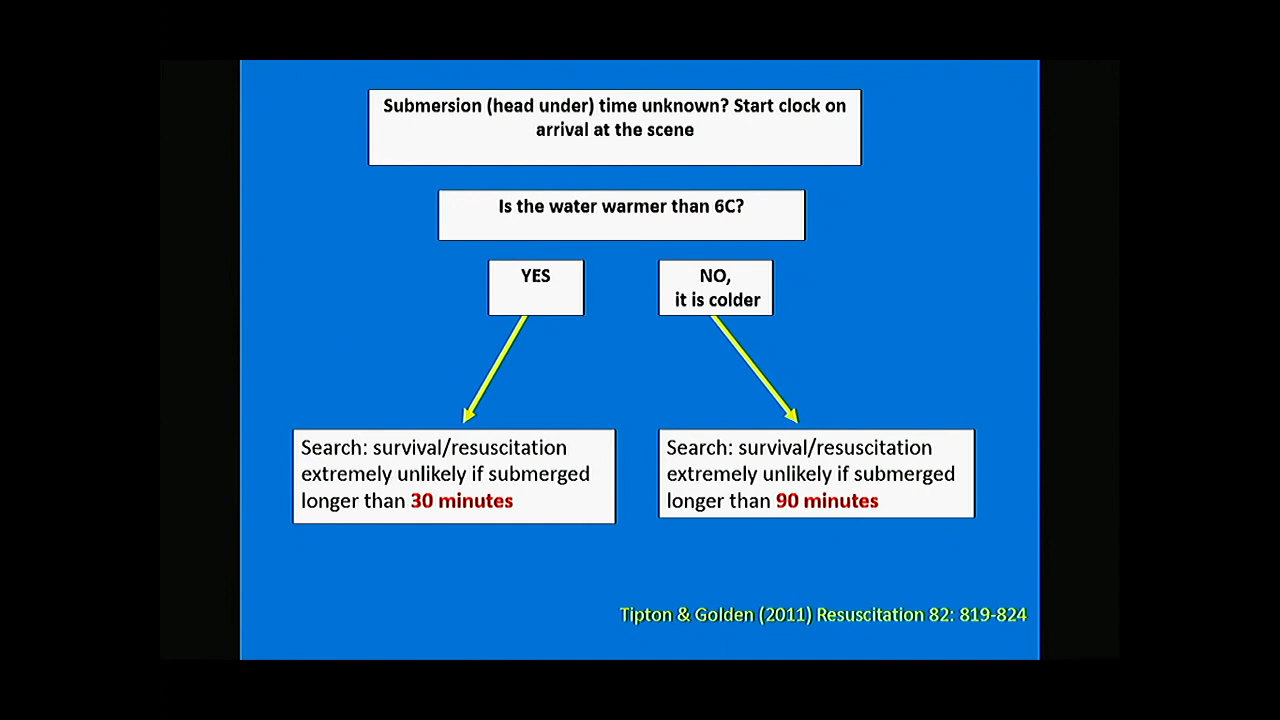 Submersion (head under) time unknown? Start clock on
arrival at the scene
Is the water warmer than 6C?
YES
NO,
it is colder
Search: survival/resuscitation
extremely unlikely if submerged
longer than 30 minutes
Search: survival/resuscitation
extremely unlikely if submerged
longer than 90 minutes
Tipton & Golden (2011) Resuscitation 82: 819-824